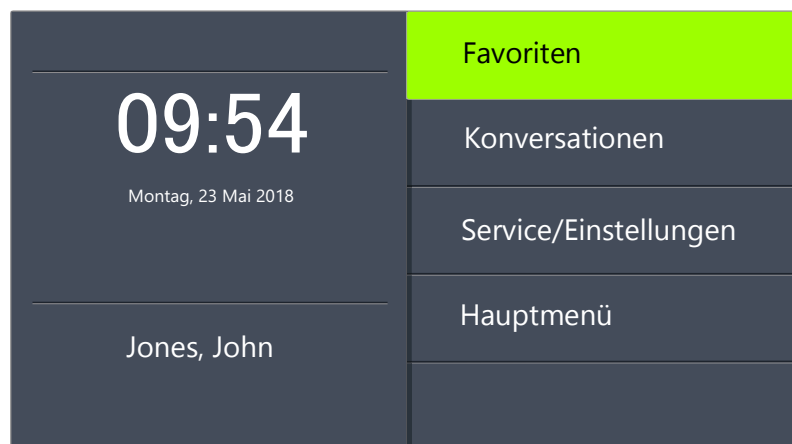 09:54
Montag, 23 Mai 2018
Jones, John
Favoriten
Konversationen
Service/Einstellungen
Hauptmenü